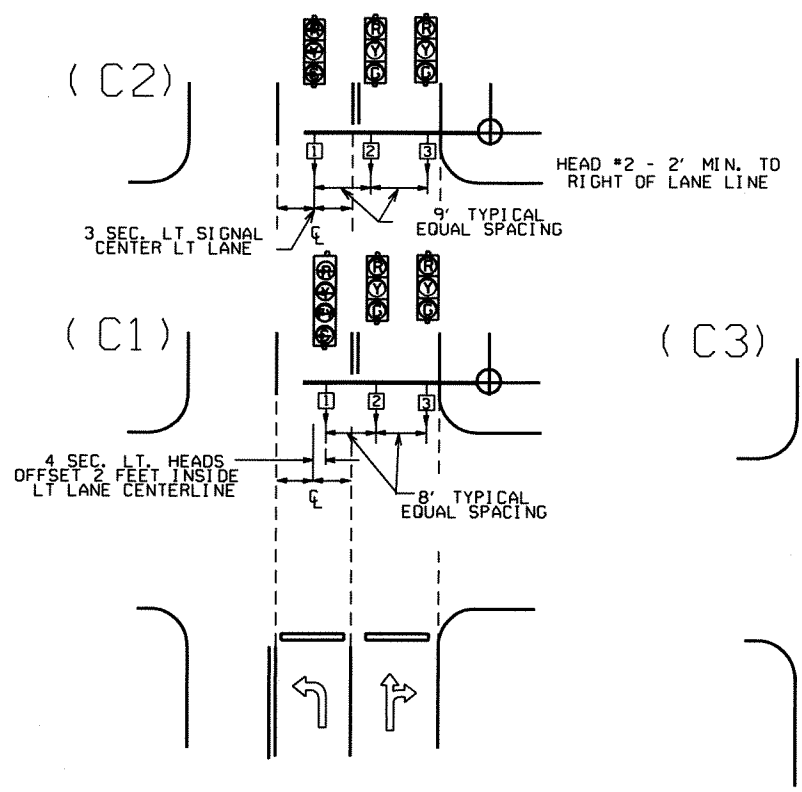 (C2)
R R R
Y Y Y
G G G
1 2 3
HEAD #2 - 2' MIN. TO
RIGHT OF LANE LINE
9' TYPICAL
EQUAL SPACING
3 SEC. LT SIGNAL
CENTER LT LANE
CL
(C1)
R R R
Y Y Y
G G
G
(C3)
1 2 3
4 SEC. LT. HEADS
OFFSET 2 FEET INSIDE
LT LANE CENTERLINE
CL
8' TYPICAL
EQUAL SPACING